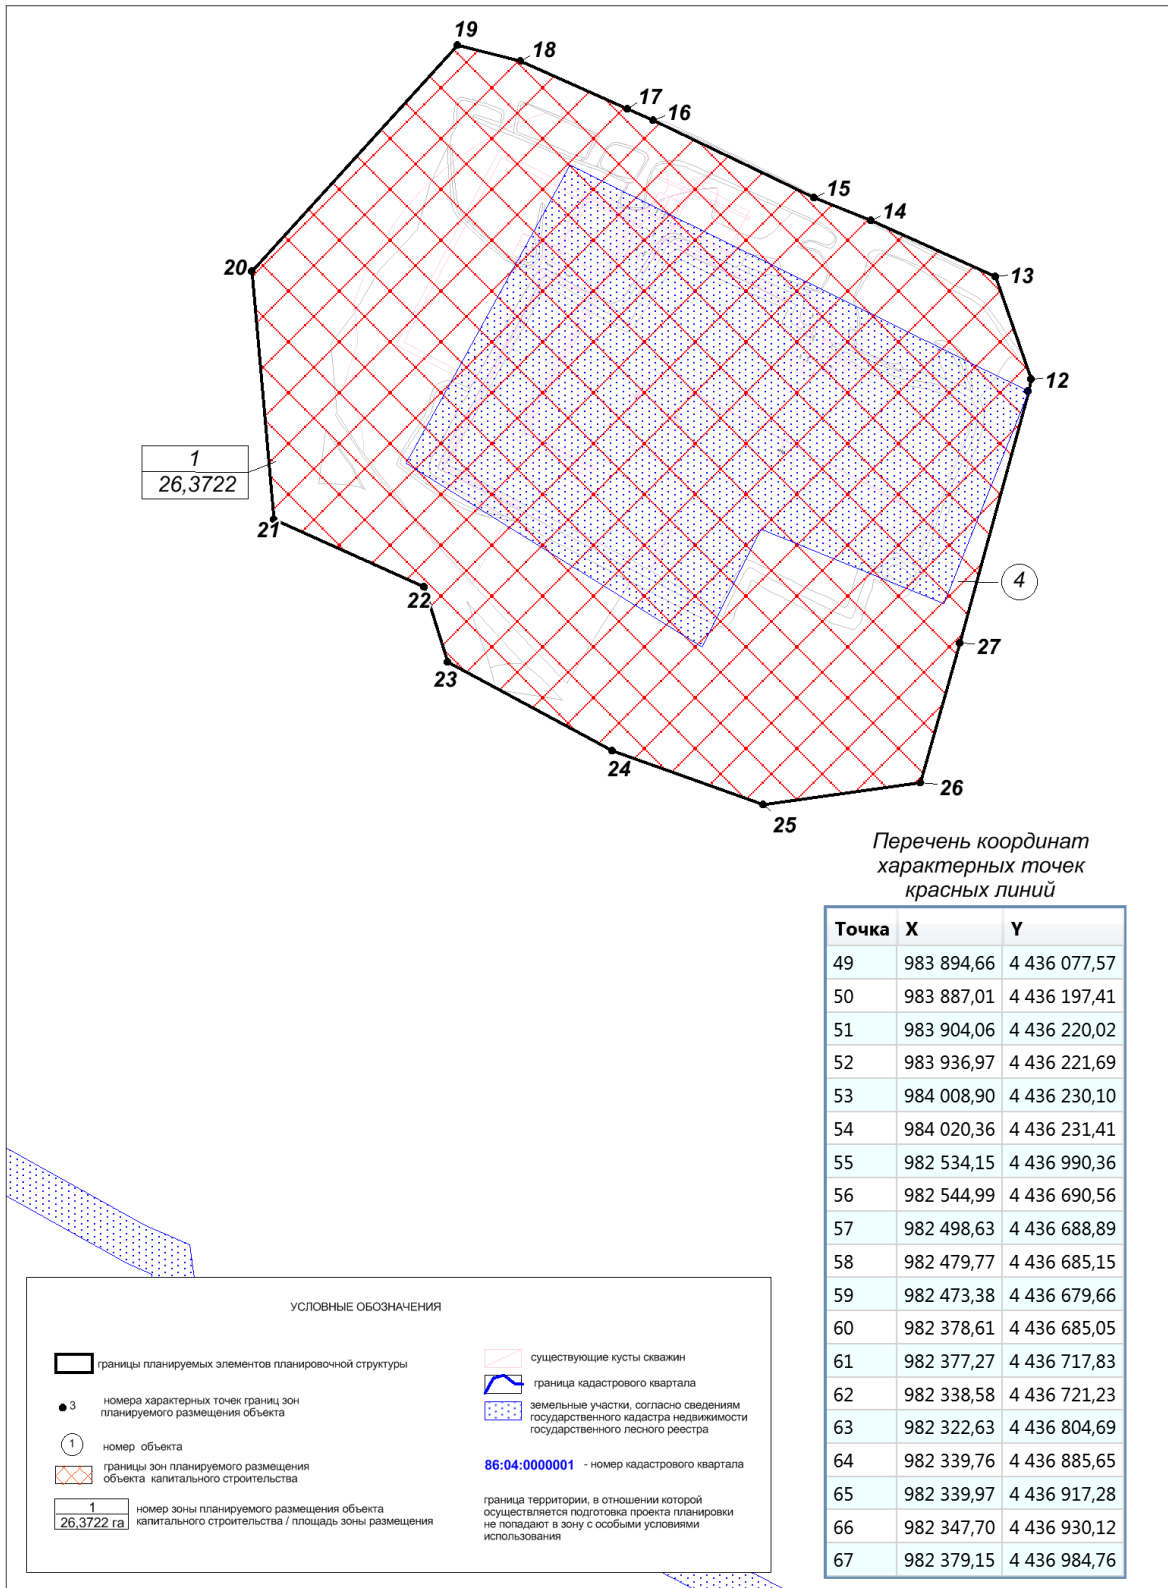 19
18
17
16
15
14
13
20
12
1
26,3722
21
4
22
27
23
24
26
25
Перечень координат
характерных точек
красных линий
Точка X Y
49 983 894,66 4 436 077,57
50 983 887,01 4 436 197,41
51 983 904,06 4 436 220,02
52 983 936,97 4 436 221,69
53 984 008,90 4 436 230,10
54 984 020,36 4 436 231,41
55 982 534,15 4 436 990,36
56 982 544,99 4 436 690,56
57 982 498,63 4 436 688,89
58 982 479,77 4 436 685,15
59 982 473,38 4 436 679,66
60 982 378,61 4 436 685,05
61 982 377,27 4 436 717,83
62 982 338,58 4 436 721,23
63 982 322,63 4 436 804,69
64 982 339,76 4 436 885,65
65 982 339,97 4 436 917,28
66 982 347,70 4 436 930,12
67 982 379,15 4 436 984,76
УСЛОВНЫЕ ОБОЗНАЧЕНИЯ
границы планируемых элементов планировочной структуры
3 номера характерных точек границ зон
планируемого размещения объекта
1 номер объекта
границы зон планируемого размещения
объекта капитального строительства
1
26,3722 га
номер зоны планируемого размещения объекта
капитального строительства / площадь зоны размещения
существующие кусты скважин
граница кадастрового квартала
земельные участки, согласно сведениям
государственного кадастра недвижимости
государственного лесного реестра
86:04:0000001 - номер кадастрового квартала
граница территории, в отношении которой
осуществляется подготовка проекта планировки
не попадают в зону с особыми условиями
использования